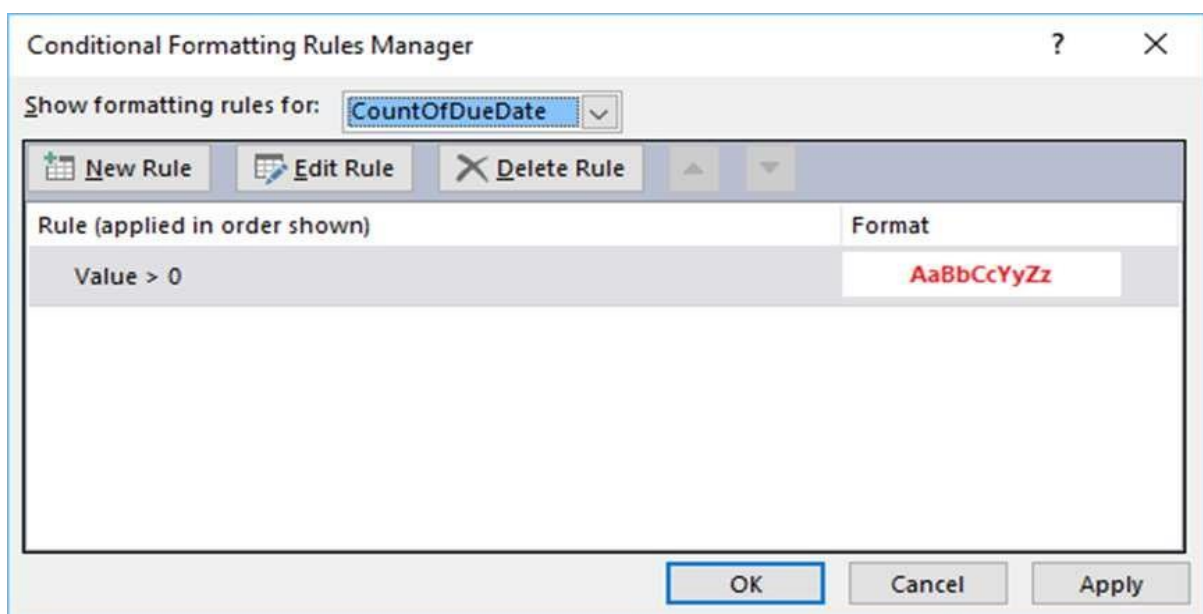 Conditional Formatting Rules Manager ? ×
Show formatting rules for: CountOfDueDate
New Rule Edit Rule Delete Rule
Rule (applied in order shown) Format
Value > 0 AaBbCcYyZz
OK Cancel Apply